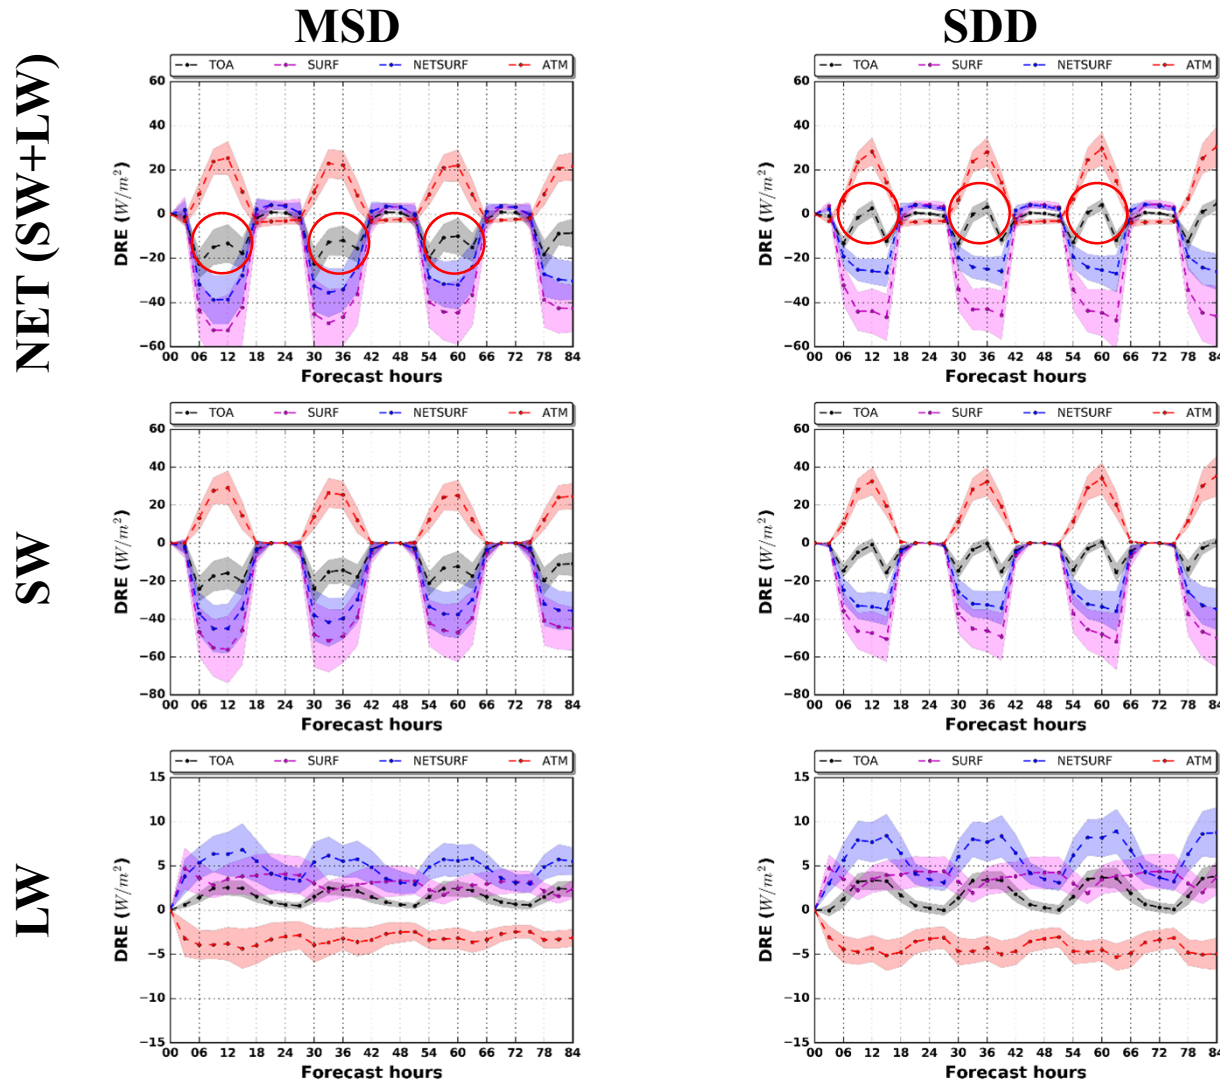 MSD SDD
NET (SW+LW)
TOA SURF NETSURF ATM
DRE (W/m²)
60
40
20
0
−20
−40
−60
00 06 12 18 24 30 36 42 48 54 60 66 72 78 84
Forecast hours
TOA SURF NETSURF ATM
DRE (W/m²)
60
40
20
0
−20
−40
−60
00 06 12 18 24 30 36 42 48 54 60 66 72 78 84
Forecast hours
SW
TOA SURF NETSURF ATM
DRE (W/m²)
60
40
20
0
−20
−40
−60
−80
00 06 12 18 24 30 36 42 48 54 60 66 72 78 84
Forecast hours
TOA SURF NETSURF ATM
DRE (W/m²)
60
40
20
0
−20
−40
−60
−80
00 06 12 18 24 30 36 42 48 54 60 66 72 78 84
Forecast hours
LW
TOA SURF NETSURF ATM
DRE (W/m²)
15
10
5
0
−5
−10
−15
00 06 12 18 24 30 36 42 48 54 60 66 72 78 84
Forecast hours
TOA SURF NETSURF ATM
DRE (W/m²)
15
10
5
0
−5
−10
−15
00 06 12 18 24 30 36 42 48 54 60 66 72 78 84
Forecast hours